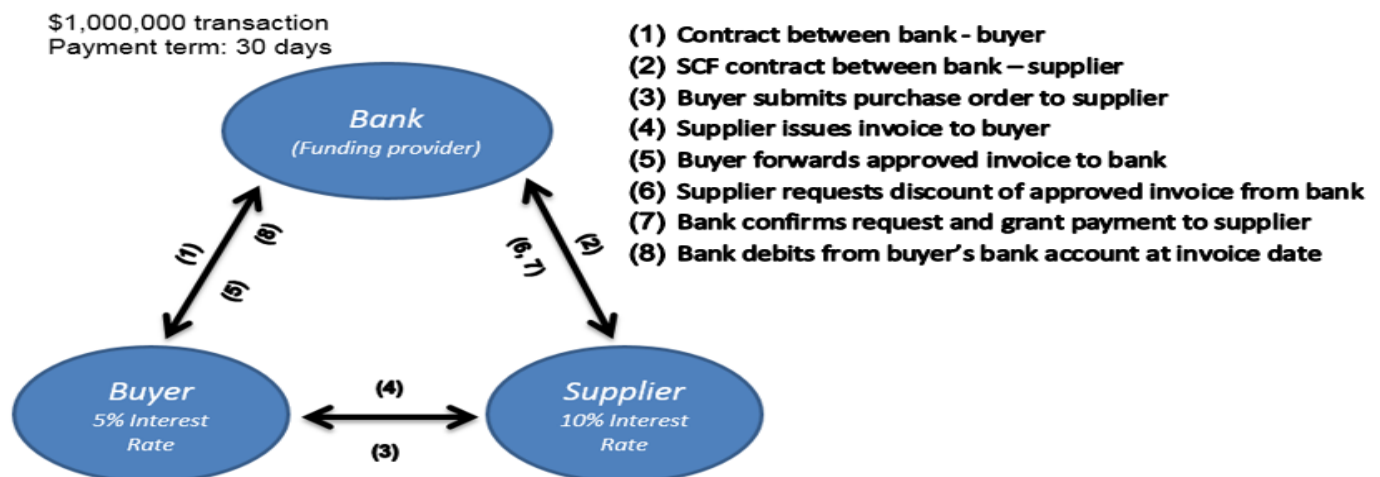 $1,000,000 transaction
Payment term: 30 days
(1) Contract between bank - buyer
(2) SCF contract between bank – supplier
(3) Buyer submits purchase order to supplier
(4) Supplier issues invoice to buyer
(5) Buyer forwards approved invoice to bank
(6) Supplier requests discount of approved invoice from bank
(7) Bank confirms request and grant payment to supplier
(8) Bank debits from buyer's bank account at invoice date
Bank
(Funding provider)
(1)
(8)
(5)
(6, 7)
(2)
Buyer
5% Interest
Rate
(4)
(3)
Supplier
10% Interest
Rate